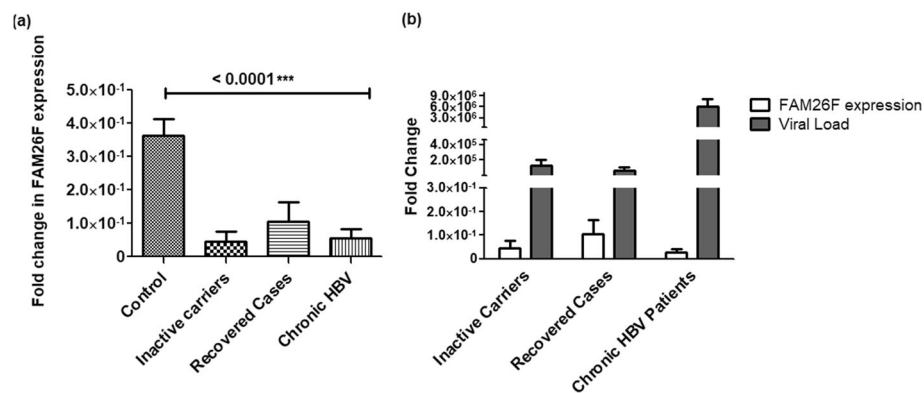 (a)
< 0.0001 ***
Fold change in FAM26F expression
5.0×10⁻¹
4.0×10⁻¹
3.0×10⁻¹
2.0×10⁻¹
1.0×10⁻¹
0
Control
Inactive carriers
Recovered Cases
Chronic HBV
(b)
Fold Change
9.0×10⁶
6.0×10⁶
3.0×10⁶
4.0×10⁵
2.0×10⁵
3.0×10⁻¹
2.0×10⁻¹
1.0×10⁻¹
0
Inactive Carriers
Recovered Cases
Chronic HBV Patients
FAM26F expression
Viral Load